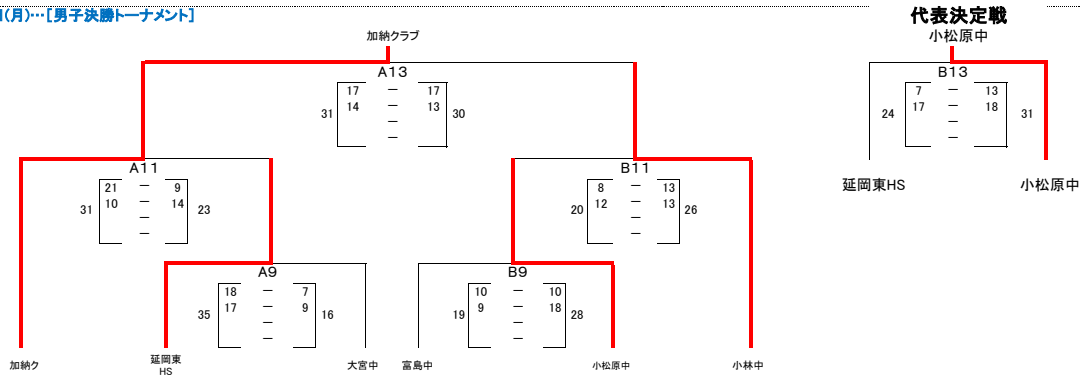 (月)…[男子決勝トーナメント]
代表決定戦
加納クラブ
小松原中
A13
17 － 17
14 － 13
－
－
31 30
B13
7 － 13
17 － 18
－
－
24 31
延岡東HS 小松原中
A11
21 － 9
10 － 14
－
－
31 23
B11
8 － 13
12 － 13
－
－
20 26
A9
18 － 7
17 － 9
－
－
35 16
B9
10 － 10
9 － 18
－
－
19 28
加納ク
延岡東
HS
大宮中
富島中
小松原中
小林中